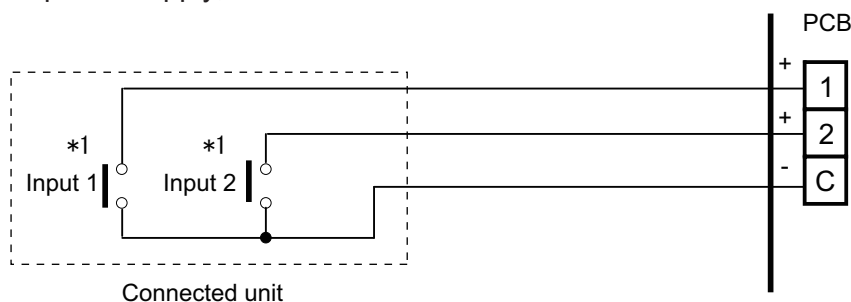 PCB
+
1
+
2
-
C
*1
*1
Input 1
Input 2
Connected unit